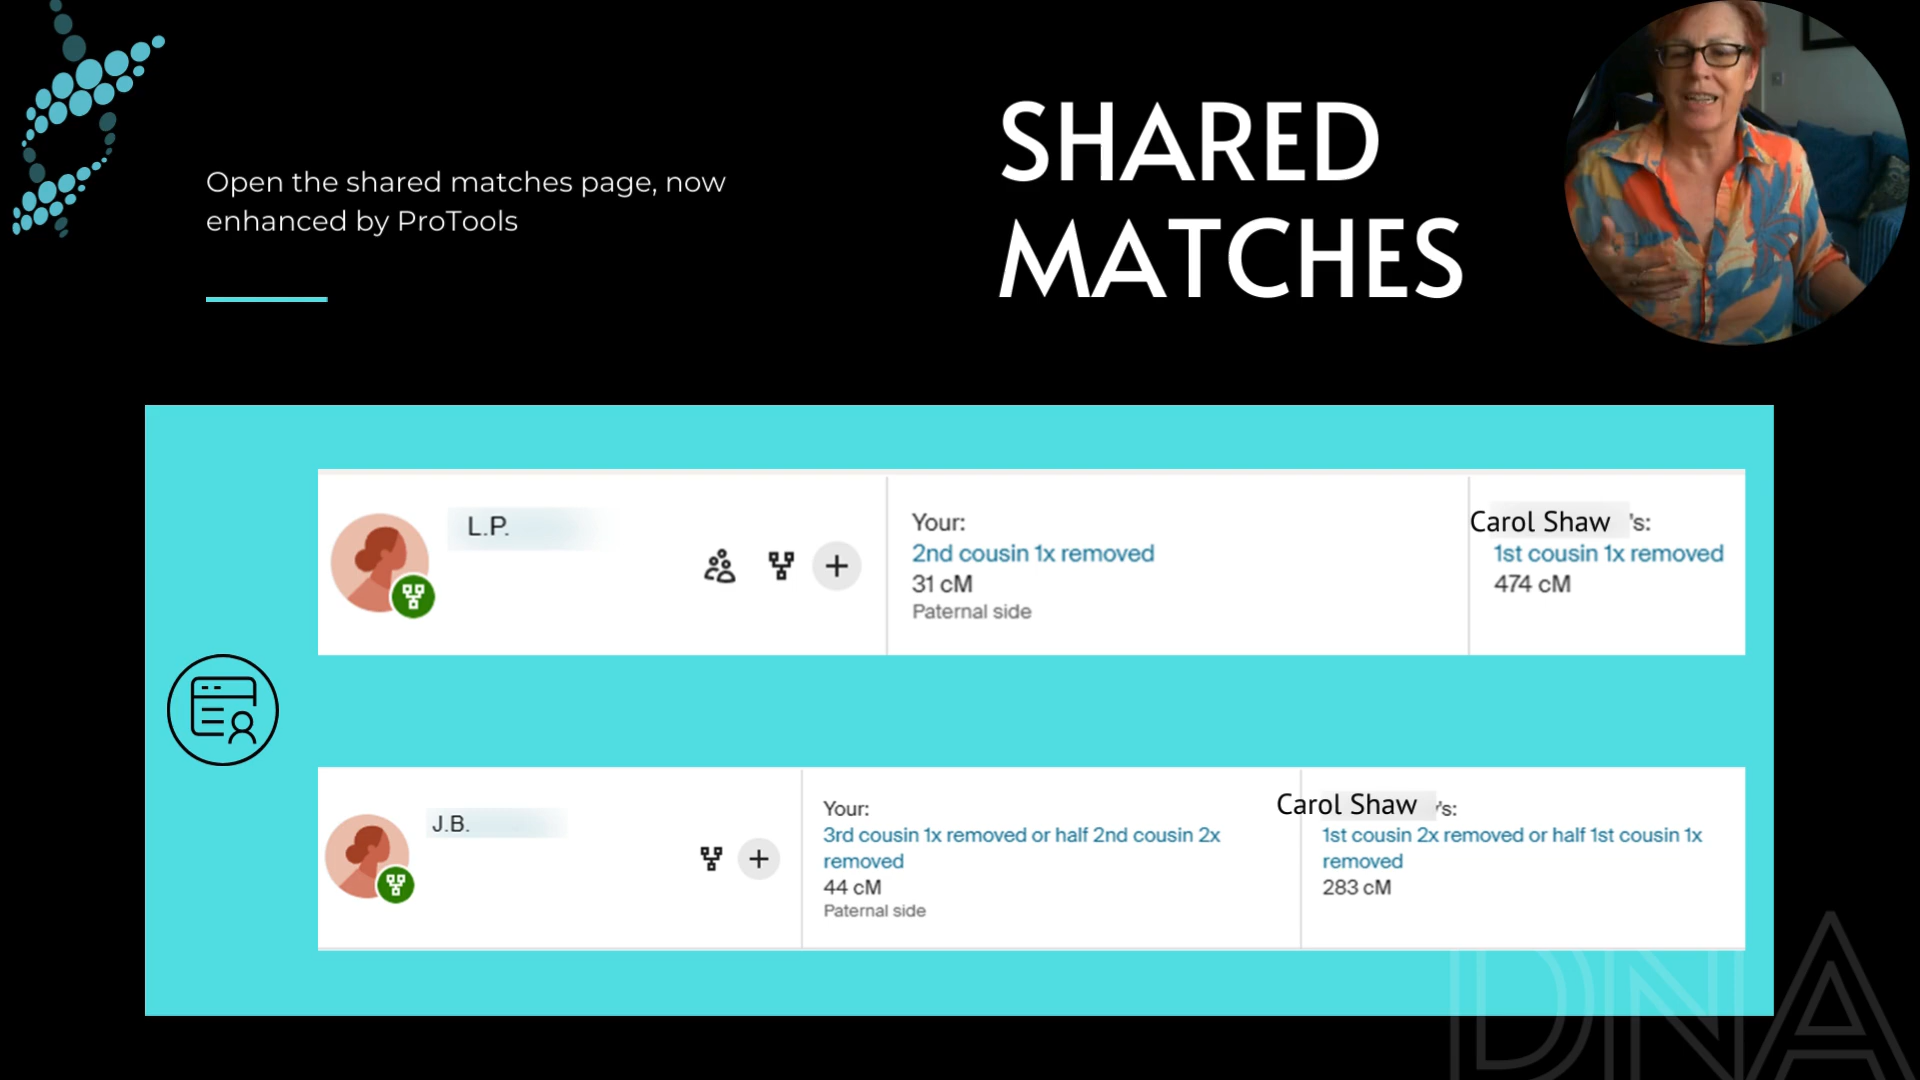 Open the shared matches page, now
enhanced by ProTools
SHARED
MATCHES
L.P.
Your:
2nd cousin 1x removed
31 cM
Paternal side
Carol Shaw 's:
1st cousin 1x removed
474 cM
J.B.
Your:
3rd cousin 1x removed or half 2nd cousin 2x
removed
44 cM
Paternal side
Carol Shaw 's:
1st cousin 2x removed or half 1st cousin 1x
removed
283 cM
DNA